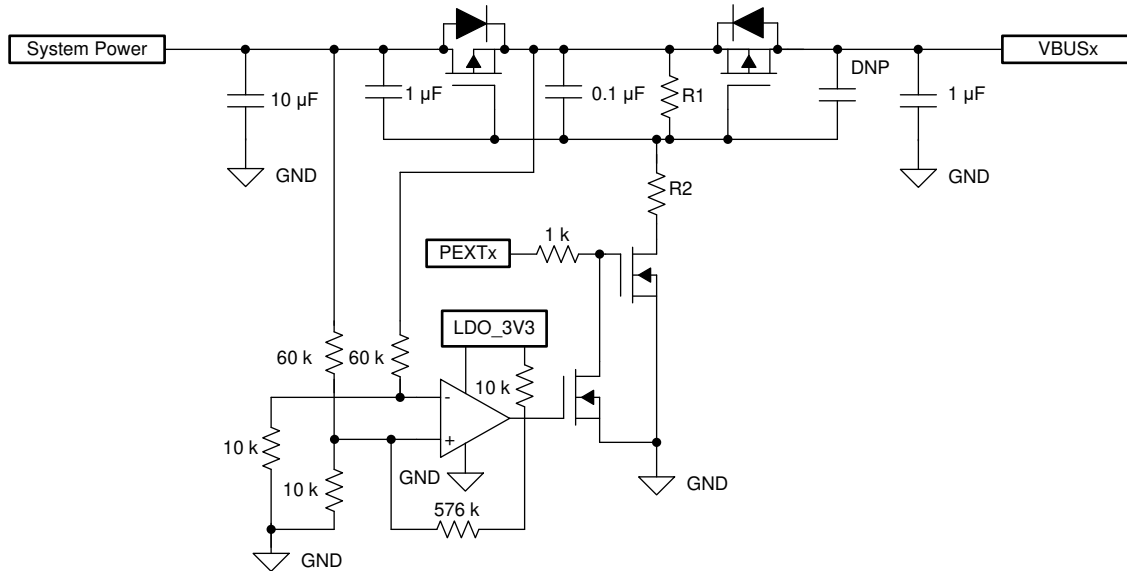 System Power
VBUSx
DNP
10 µF
1 µF
0.1 µF
R1
1 µF
GND
GND
R2
1 k
PEXTx
LDO_3V3
60 k
60 k
10 k
-
+
10 k
GND
10 k
GND
576 k
GND